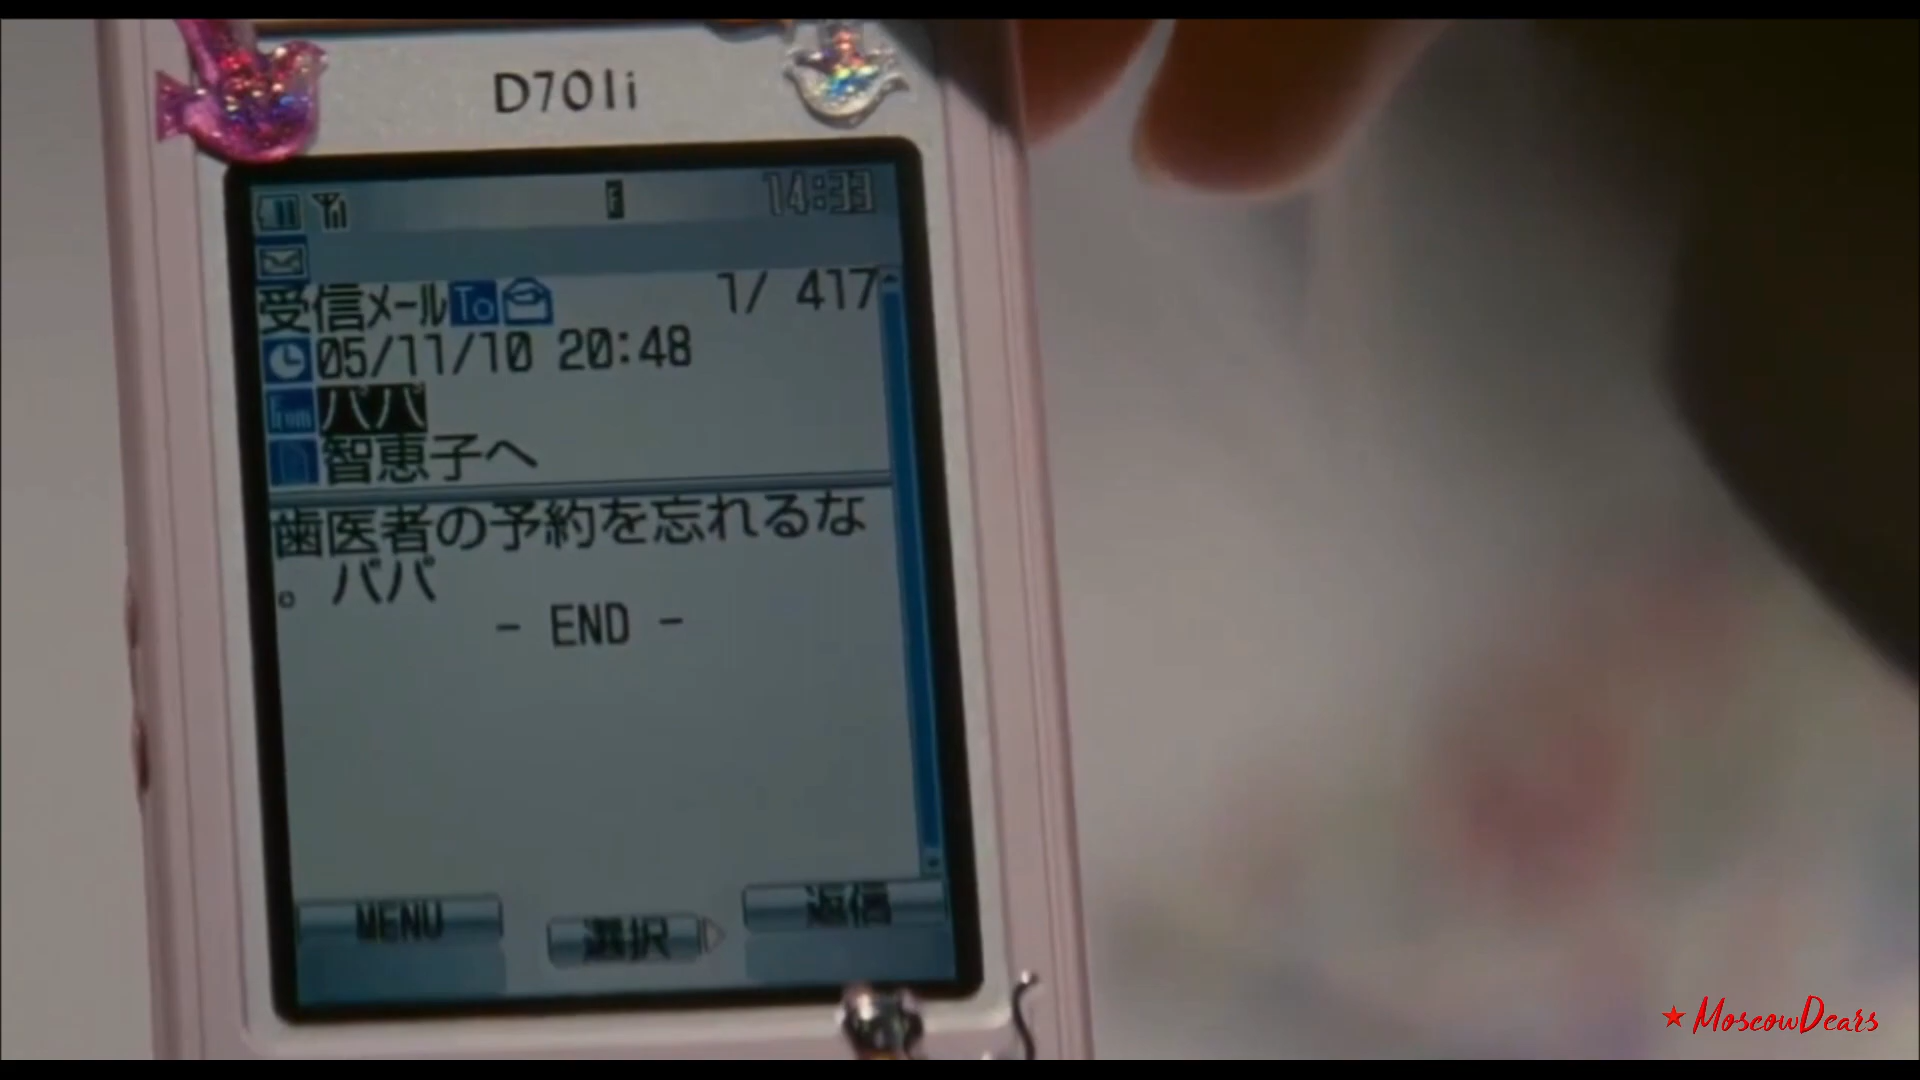 D701i
14:33
受信メール To 1/ 417
05/11/10 20:48
From パパ
智恵子へ
歯医者の予約を忘れるな
。パパ
- END -
MENU 選択 返信
★MoscowDears